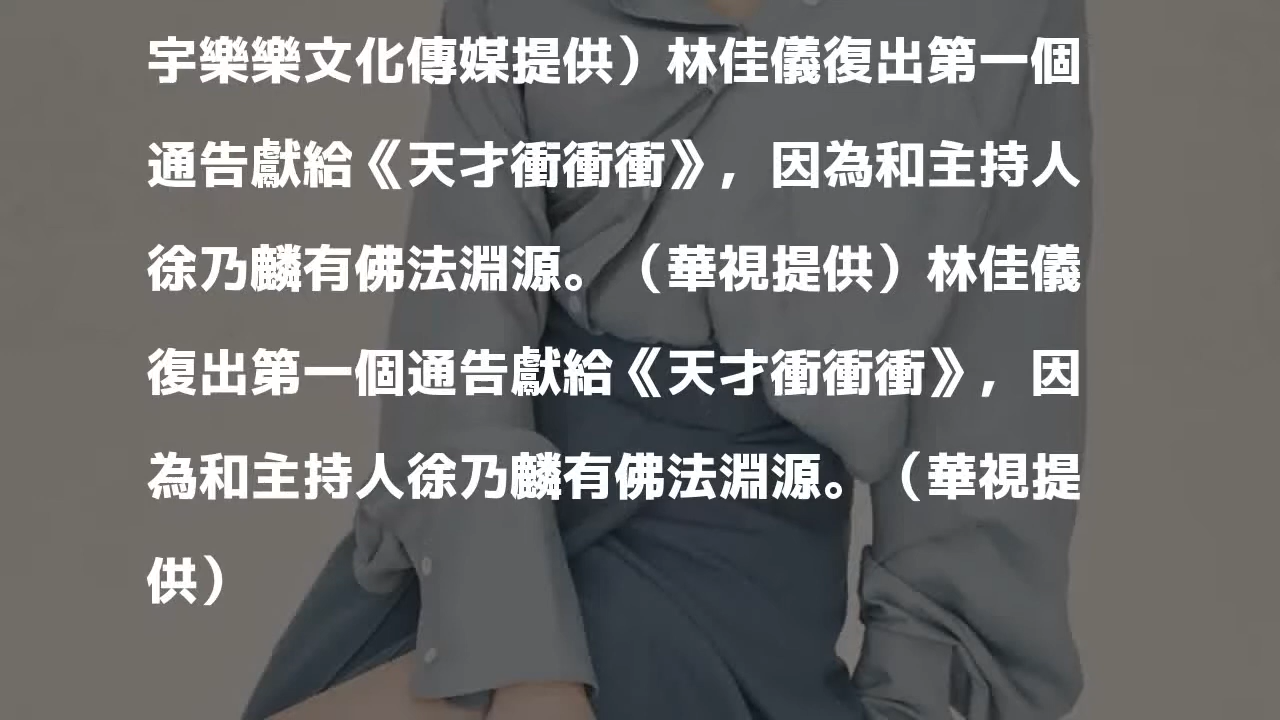 宇樂樂文化傳媒提供）林佳儀復出第一個
通告獻給《天才衝衝衝》，因為和主持人
徐乃麟有佛法淵源。（華視提供）林佳儀
復出第一個通告獻給《天才衝衝衝》，因
為和主持人徐乃麟有佛法淵源。（華視提
供）